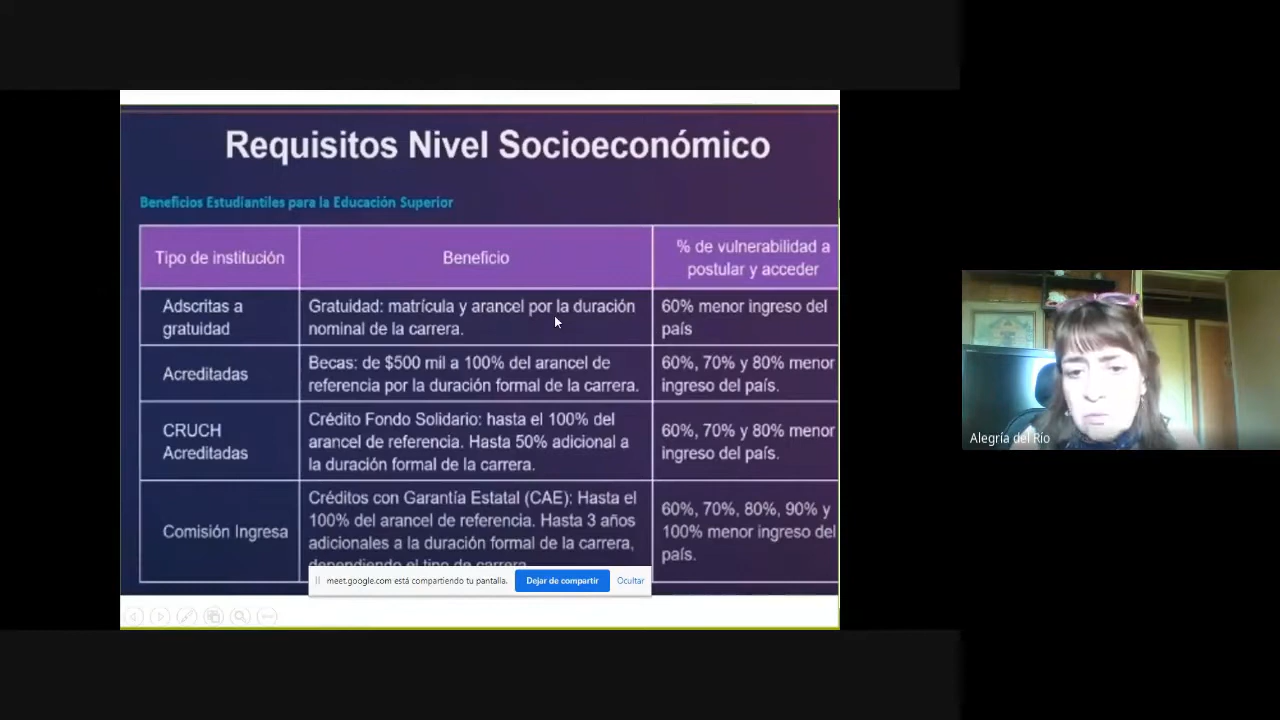 Requisitos Nivel Socioeconómico
Beneficios Estudiantiles para la Educación Superior
Tipo de institución
Beneficio
% de vulnerabilidad a
postular y acceder
Adscritas a
gratuidad
Gratuidad: matrícula y arancel por la duración
nominal de la carrera.
60% menor ingreso del
país
Acreditadas
Becas: de $500 mil a 100% del arancel de
referencia por la duración formal de la carrera.
60%, 70% y 80% menor
ingreso del país.
CRUCH
Acreditadas
Crédito Fondo Solidario: hasta el 100% del
arancel de referencia. Hasta 50% adicional a
la duración formal de la carrera.
60%, 70% y 80% menor
ingreso del país.
Comisión Ingresa
Créditos con Garantía Estatal (CAE): Hasta el
100% del arancel de referencia. Hasta 3 años
adicionales a la duración formal de la carrera,
dependiendo el tipo de carrera
60%, 70%, 80%, 90% y
100% menor ingreso del
país.
meet.google.com está compartiendo tu pantalla.
Dejar de compartir
Ocultar
Alegría del Río